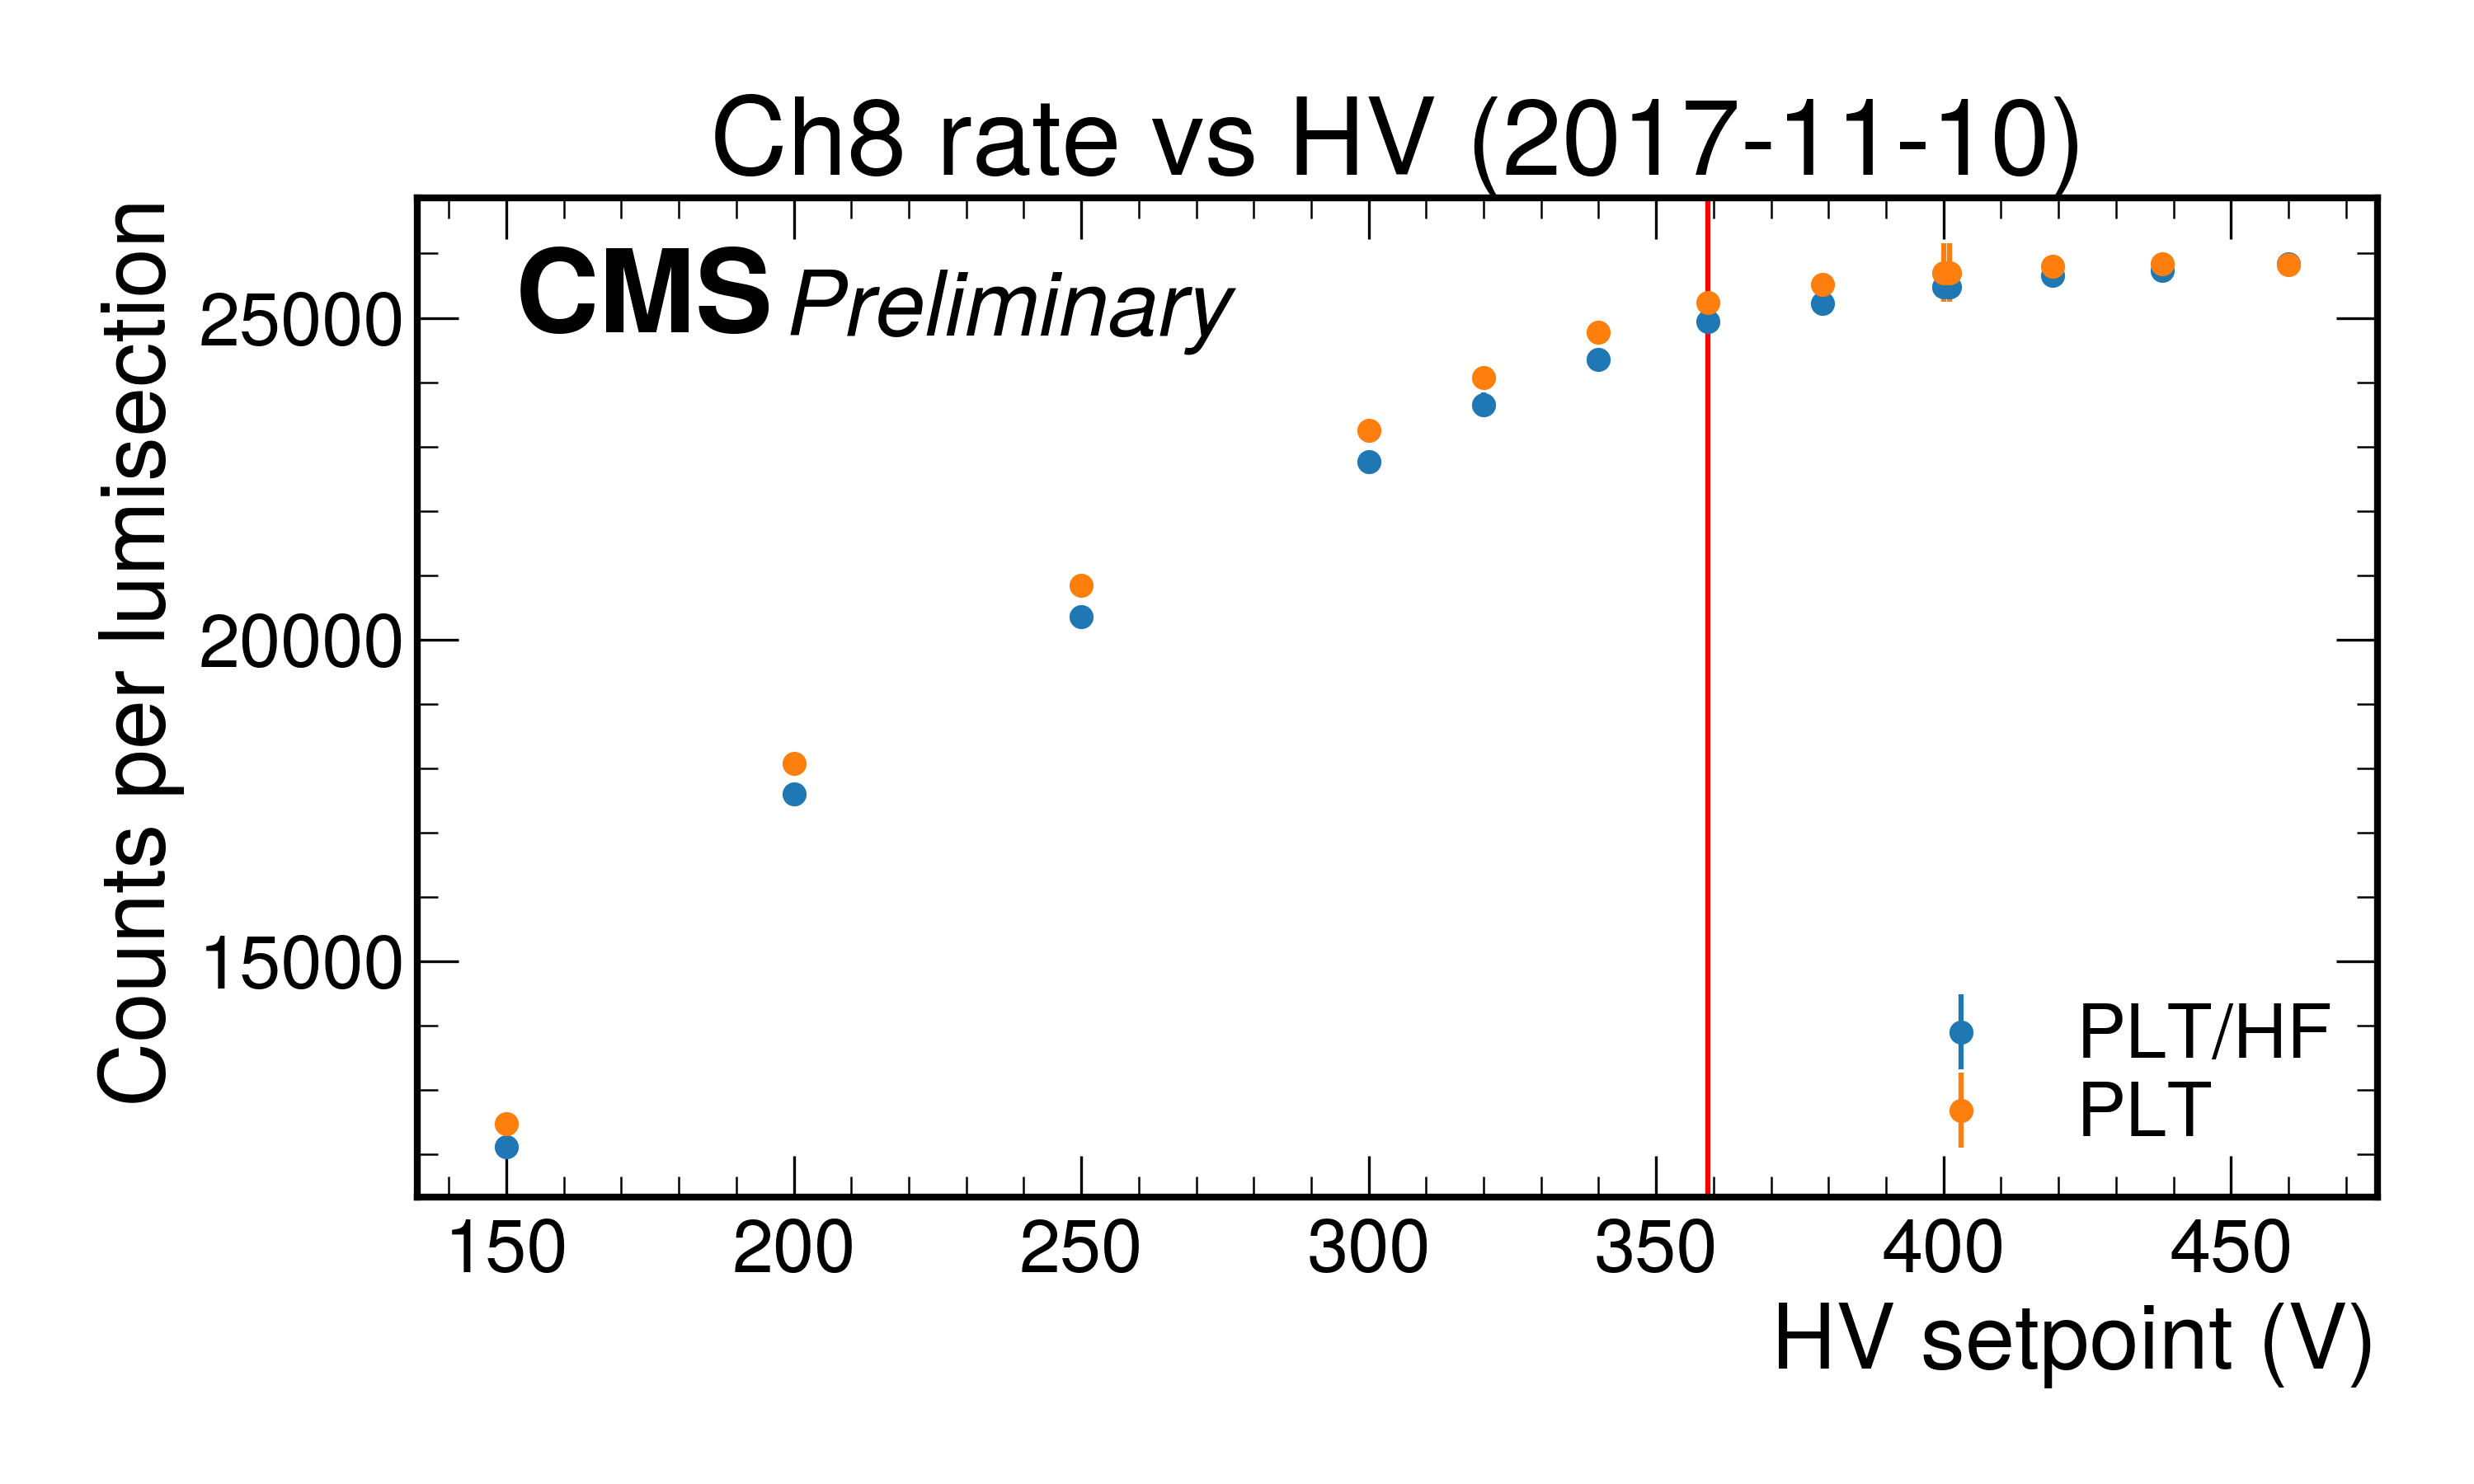 Ch8 rate vs HV (2017-11-10)
CMS Preliminary
Counts per lumisection
25000
20000
15000
PLT/HF
PLT
150 200 250 300 350 400 450
HV setpoint (V)